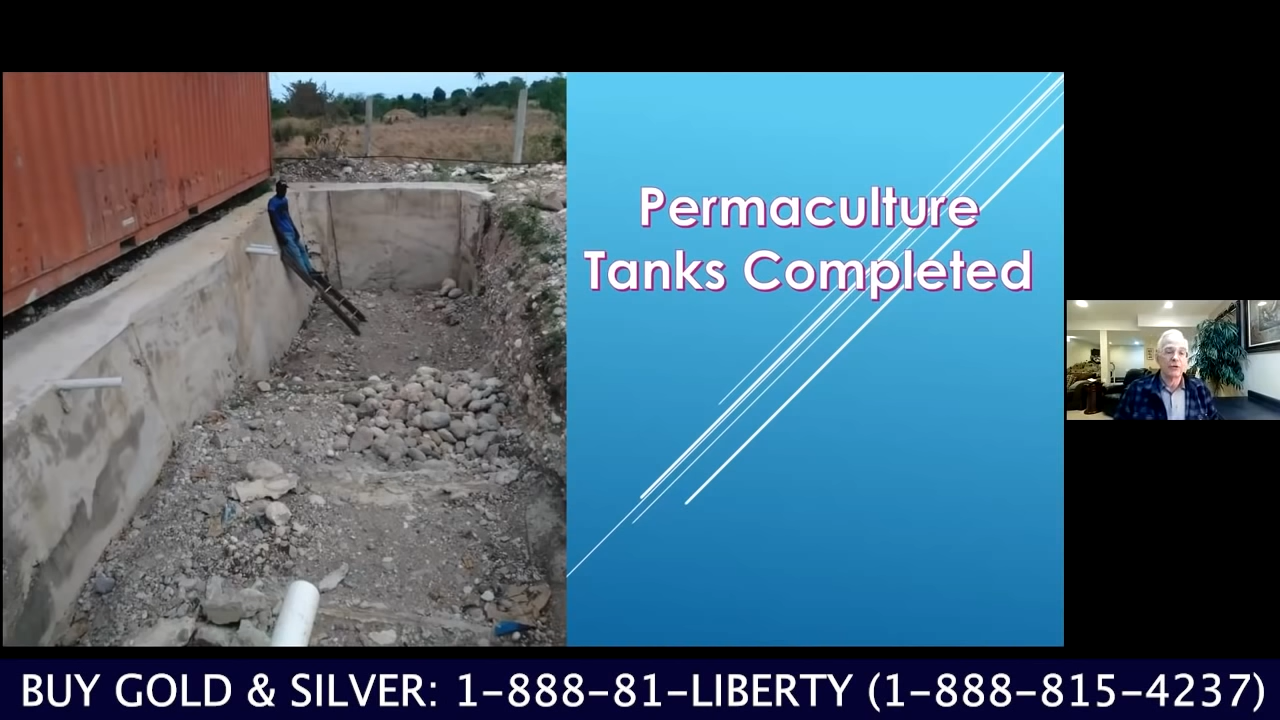 Permaculture
Tanks Completed
BUY GOLD & SILVER: 1-888-81-LIBERTY (1-888-815-4237)